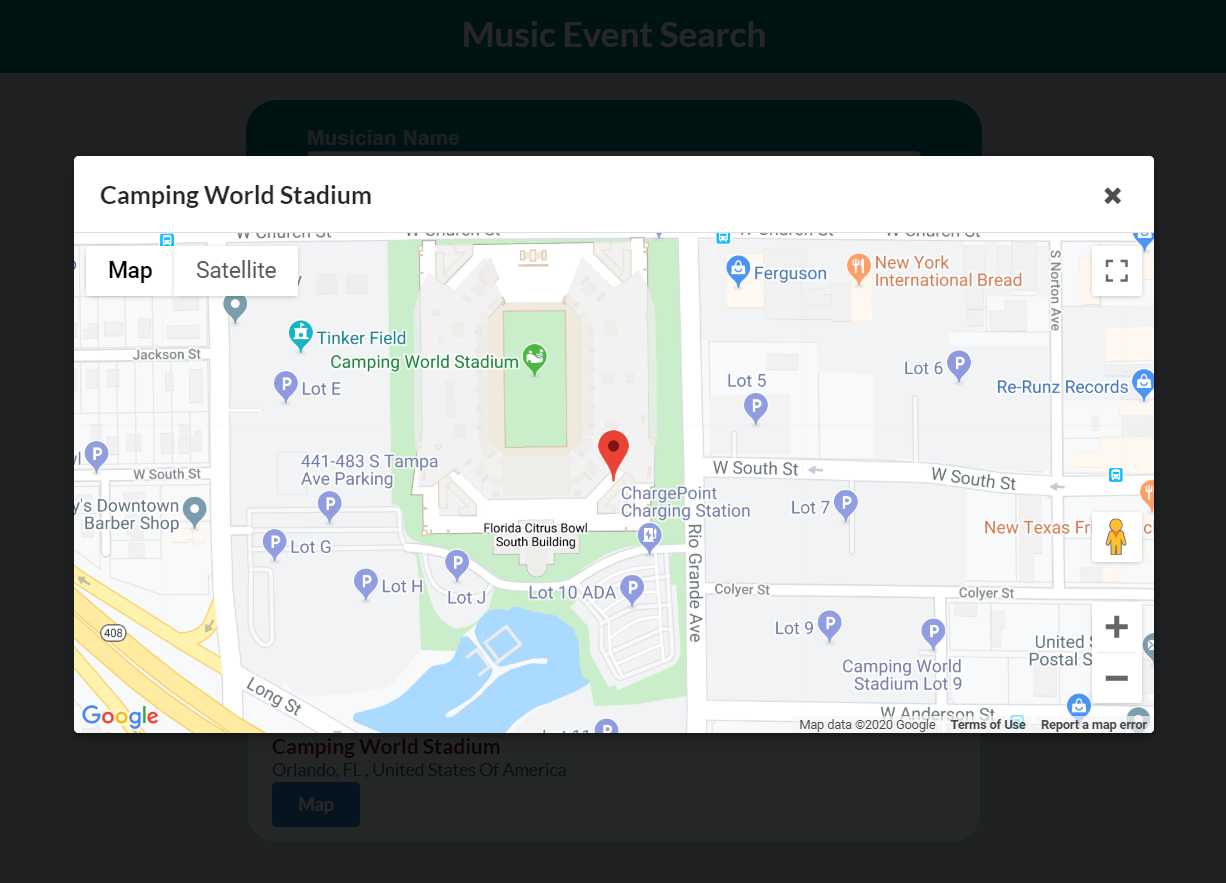 Music Event Search
Musician Name
Camping World Stadium
W Church St
W Church St
W Church St
W Church St
Map
Satellite
S Norton Ave
Ferguson
New York
International Bread
Tinker Field
Camping World Stadium
Jackson St
Lot E
Lot 5
Lot 6
Re-Runz Records
441-483 S Tampa
Ave Parking
W South St
W South St
W South St
ChargePoint
Charging Station
Lot 7
's Downtown
Barber Shop
Florida Citrus Bowl
South Building
New Texas Fr
Lot G
Rio Grande Ave
Lot H
Lot J
Lot 10 ADA
Colyer St
Colyer St
408
Lot 9
United
Postal S
Camping World
Stadium Lot 9
Long St
Google
W Anderson St
Lot 11
Map data ©2020 Google
Terms of Use
Report a map error
Camping World Stadium
Orlando, FL , United States Of America
Map